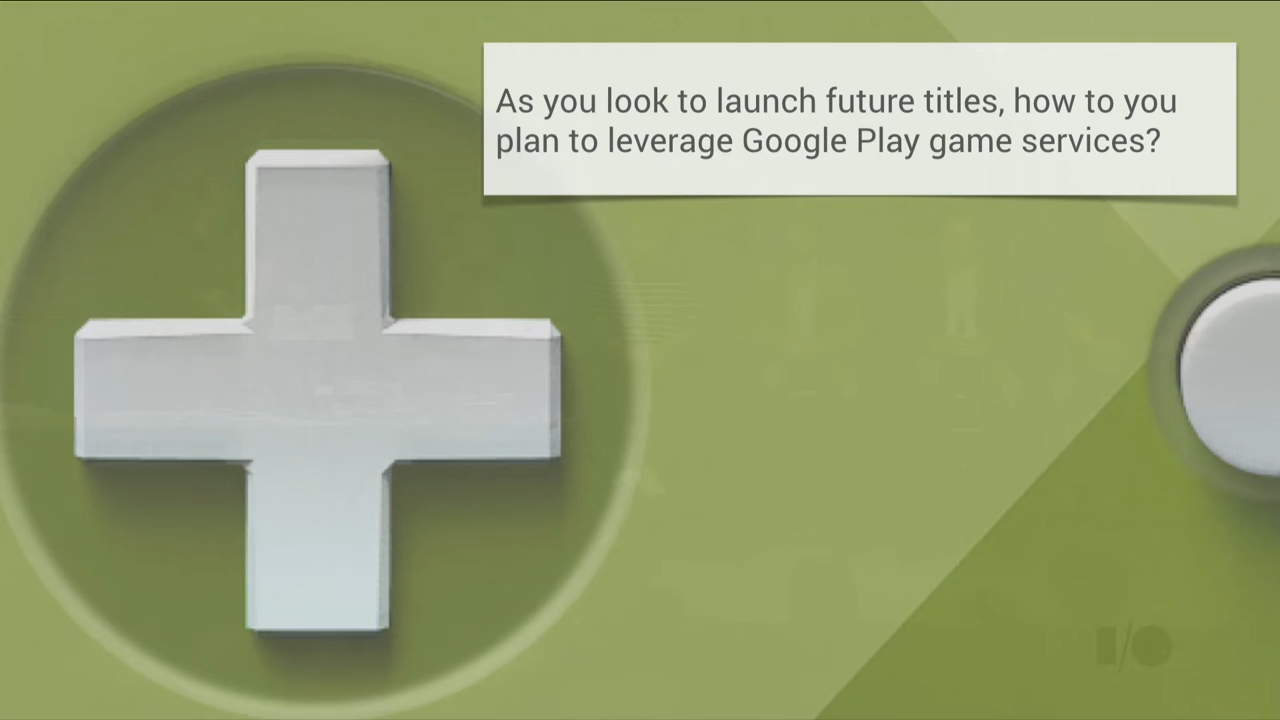 As you look to launch future titles, how to you
plan to leverage Google Play game services?
I/O